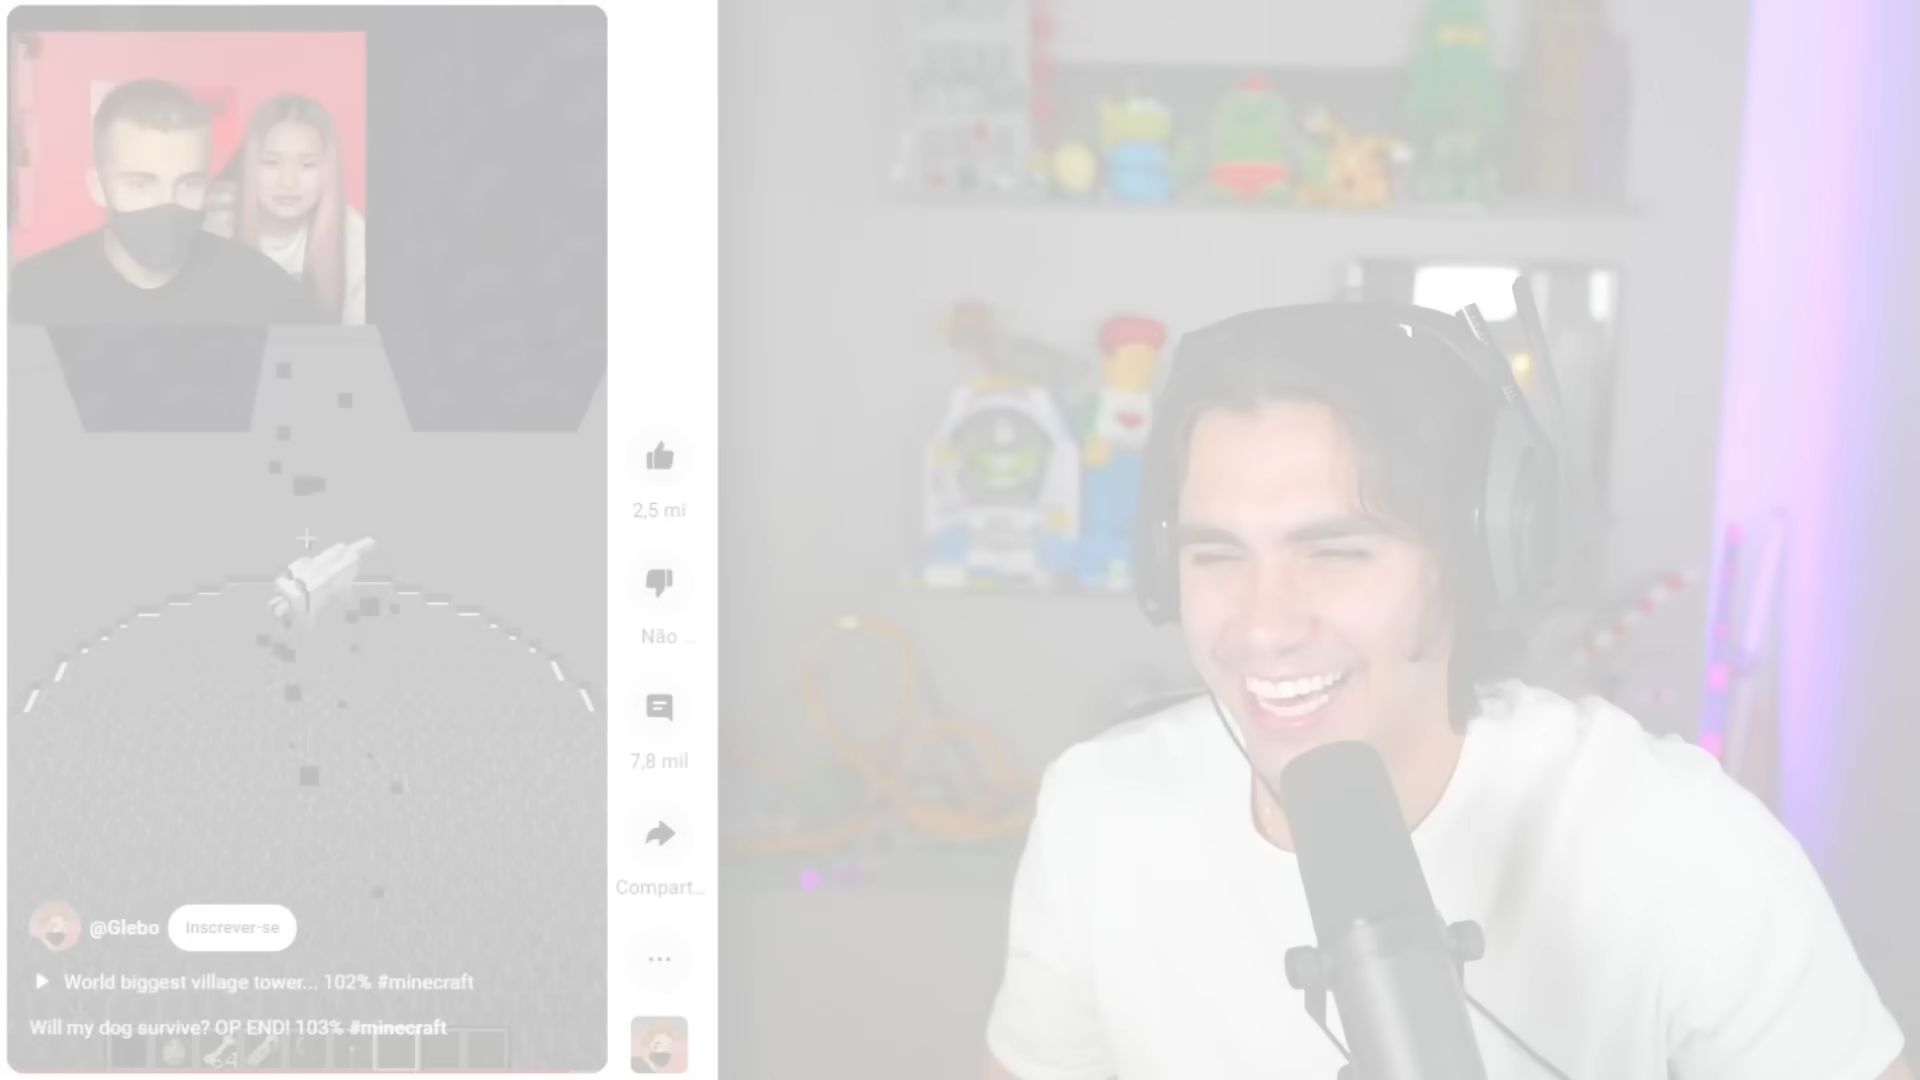 2,5 mi
Não ...
7,8 mil
Compart...
@Glebo
Inscrever-se
World biggest village tower... 102% #minecraft
Will my dog survive? OP END! 103% #minecraft
64